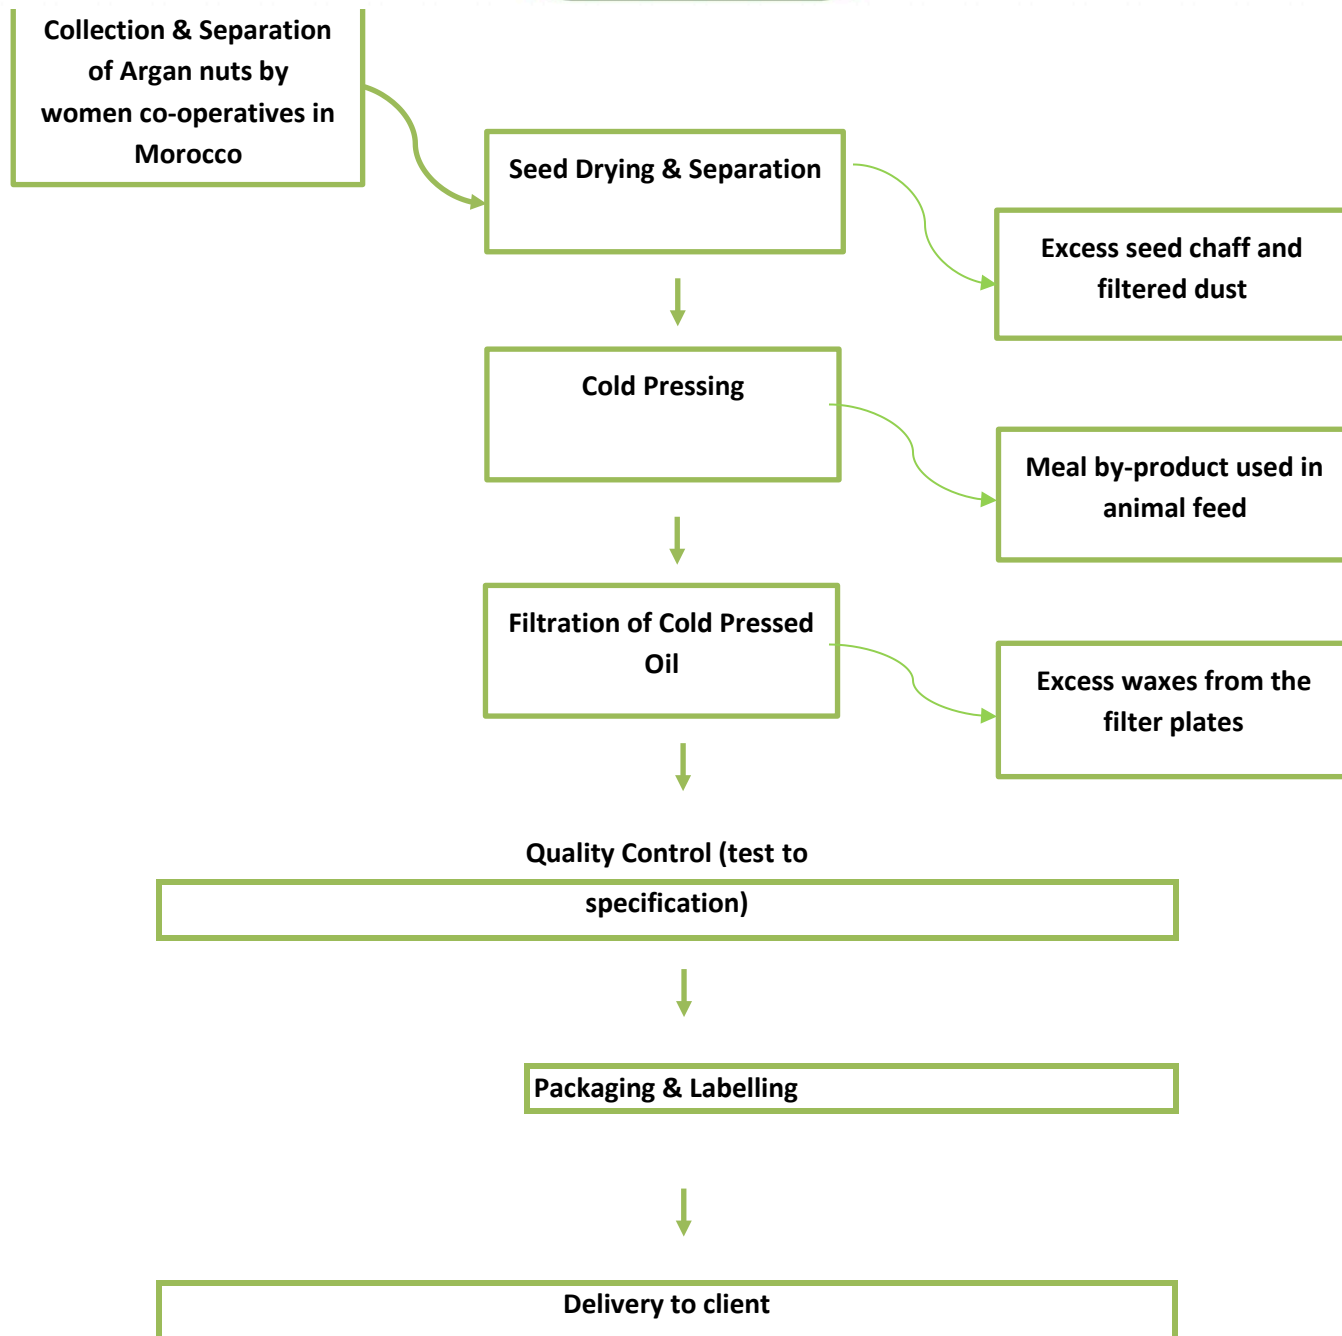 Collection & Separation
of Argan nuts by
women co-operatives in
Morocco
Seed Drying & Separation
Excess seed chaff and
filtered dust
Cold Pressing
Meal by-product used in
animal feed
Filtration of Cold Pressed
Oil
Excess waxes from the
filter plates
Quality Control (test to
specification)
Packaging & Labelling
Delivery to client